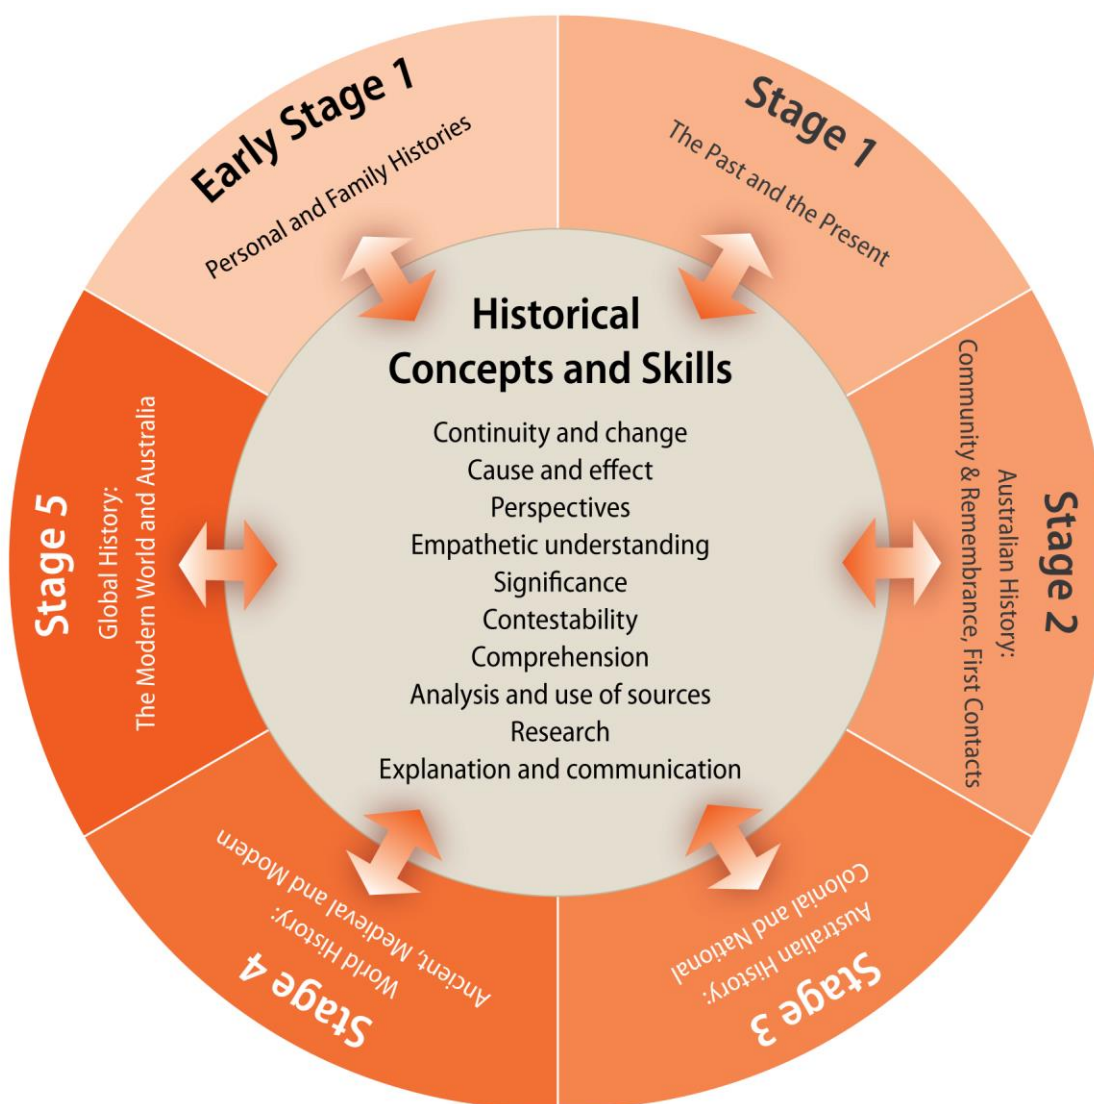 Early Stage 1
Personal and Family Histories
Stage 1
The Past and the Present
Stage 2
Australian History:
Community & Remembrance, First Contacts
Stage 3
Australian History:
Colonial and National
Stage 4
World History:
Ancient, Medieval and Modern
Stage 5
Global History:
The Modern World and Australia
Historical
Concepts and Skills
Continuity and change
Cause and effect
Perspectives
Empathetic understanding
Significance
Contestability
Comprehension
Analysis and use of sources
Research
Explanation and communication